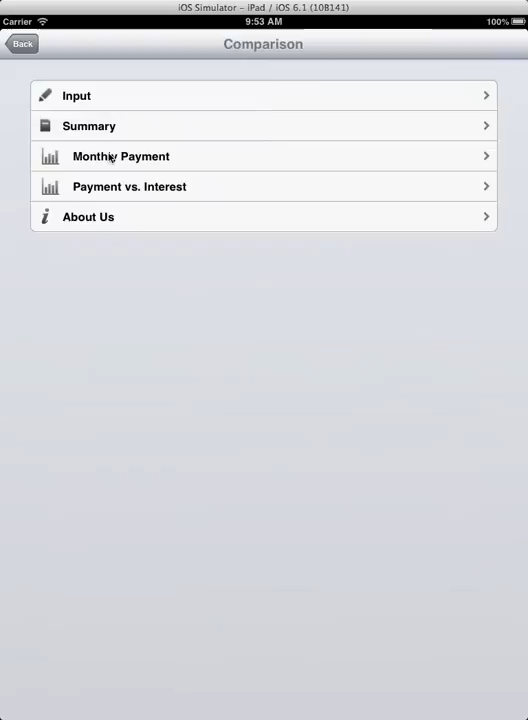 iOS Simulator – iPad / iOS 6.1 (10B141)
Carrier 9:53 AM 100%
Back Comparison
Input
Summary
Monthly Payment
Payment vs. Interest
About Us